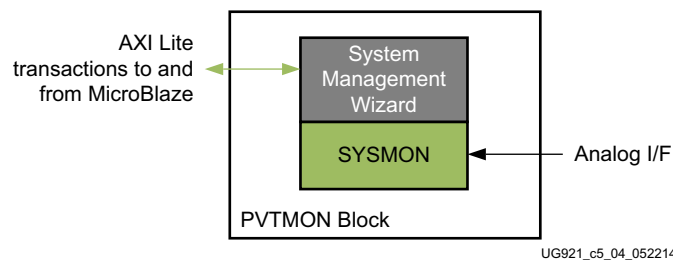 AXI Lite
transactions to and
from MicroBlaze
System
Management
Wizard
SYSMON
Analog I/F
PVTMON Block
UG921_c5_04_052214